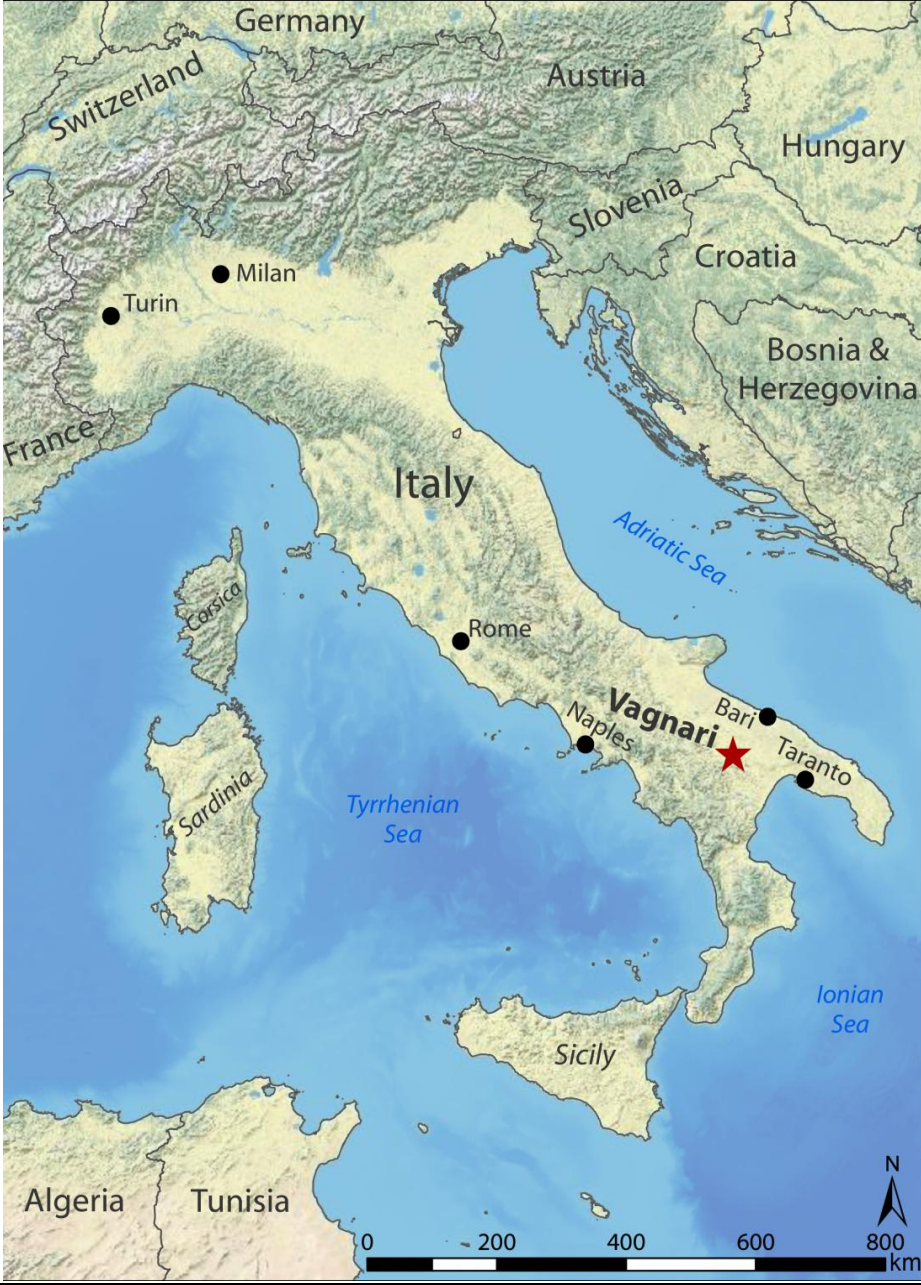 Germany
Austria
Switzerland
Hungary
Slovenia
Croatia
Milan
Turin
Bosnia &
Herzegovina
France
Italy
Adriatic Sea
Corsica
Rome
Vagnari
Bari
Naples
Taranto
Sardinia
Tyrrhenian
Sea
Ionian
Sea
Sicily
N
Algeria
Tunisia
0 200 400 600 800
km